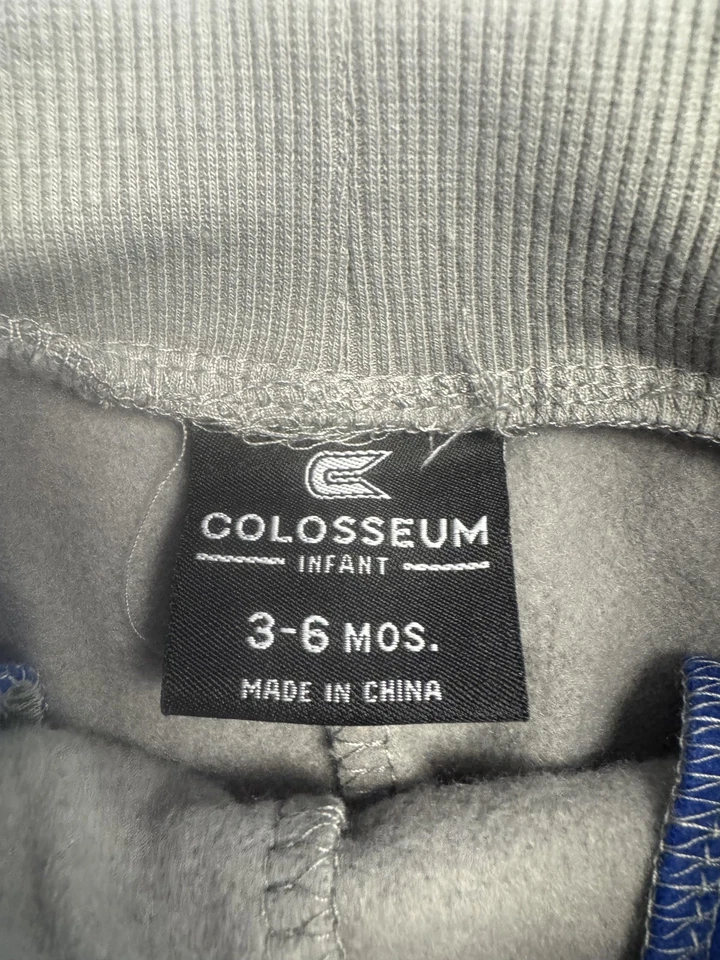 COLOSSEUM
INFANT
3-6 MOS.
MADE IN CHINA